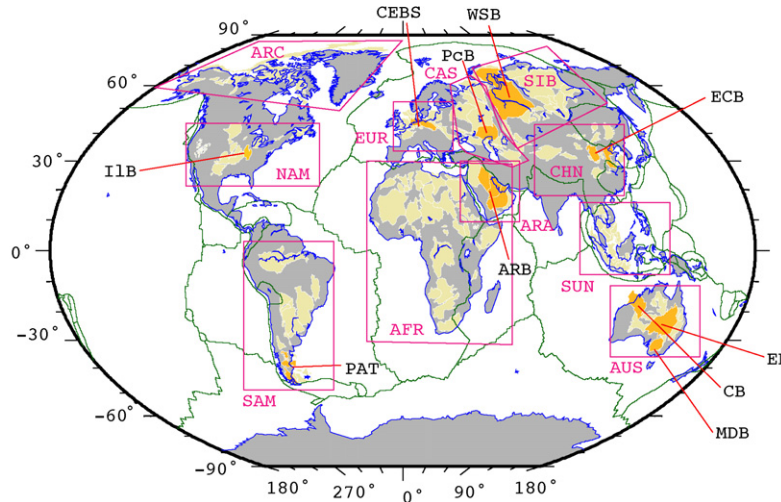 CEBS WSB
90°
ARC
PcB
CAS
60°
SIB
ECB
EUR
30°
IlB
NAM
CHN
ARA
0°
ARB
SUN
AFR
-30°
PAT
AUS
SAM
CB
MDB
-60°
-90°
180° 270° 0° 90° 180°